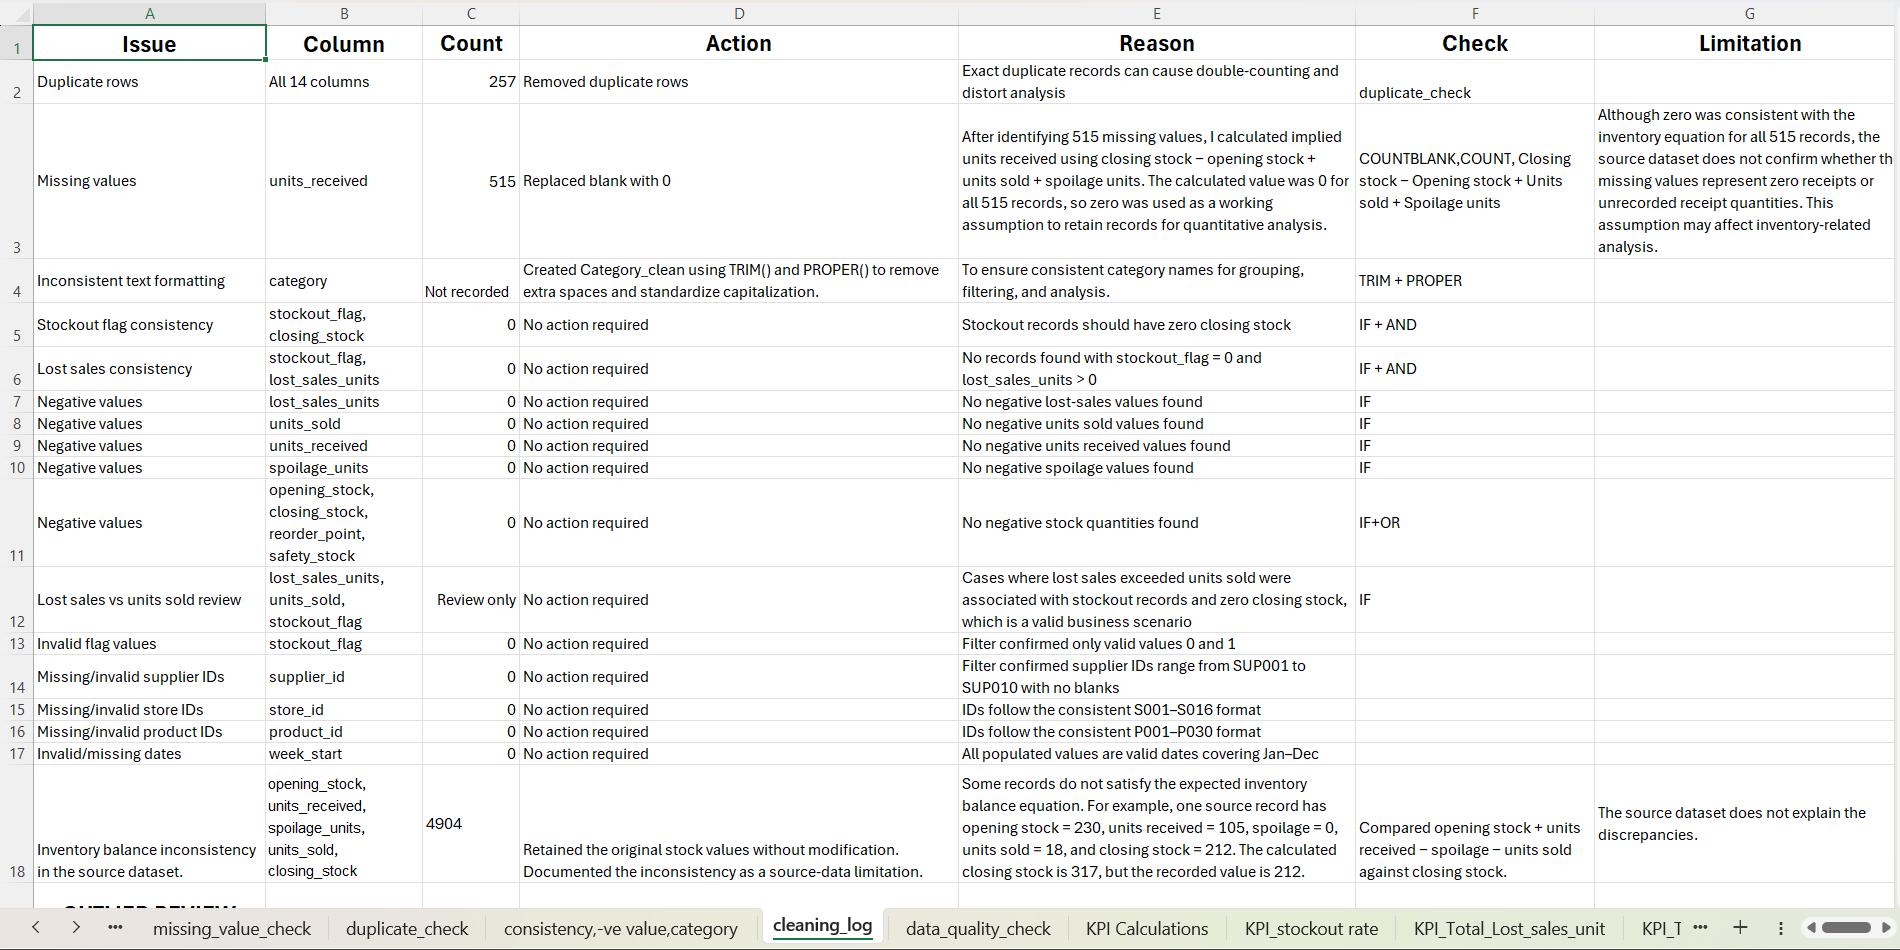 A B C D E F G
1 Issue Column Count Action Reason Check Limitation
2 Duplicate rows All 14 columns 257 Removed duplicate rows
Exact duplicate records can cause double-counting and
distort analysis
duplicate_check
3 Missing values units_received 515 Replaced blank with 0
After identifying 515 missing values, I calculated implied
units received using closing stock − opening stock +
units sold + spoilage units. The calculated value was 0 for
all 515 records, so zero was used as a working
assumption to retain records for quantitative analysis.
COUNTBLANK,COUNT, Closing
stock − Opening stock + Units
sold + Spoilage units
Although zero was consistent with the
inventory equation for all 515 records, the
source dataset does not confirm whether th
missing values represent zero receipts or
unrecorded receipt quantities. This
assumption may affect inventory-related
analysis.
4 Inconsistent text formatting category Not recorded
Created Category_clean using TRIM() and PROPER() to remove
extra spaces and standardize capitalization.
To ensure consistent category names for grouping,
filtering, and analysis.
TRIM + PROPER
5 Stockout flag consistency
stockout_flag,
closing_stock
0 No action required Stockout records should have zero closing stock IF + AND
6 Lost sales consistency
stockout_flag,
lost_sales_units
0 No action required
No records found with stockout_flag = 0 and
lost_sales_units > 0
IF + AND
7 Negative values lost_sales_units 0 No action required No negative lost-sales values found IF
8 Negative values units_sold 0 No action required No negative units sold values found IF
9 Negative values units_received 0 No action required No negative units received values found IF
10 Negative values spoilage_units 0 No action required No negative spoilage values found IF
11 Negative values
opening_stock,
closing_stock,
reorder_point,
safety_stock
0 No action required No negative stock quantities found IF+OR
12 Lost sales vs units sold review
lost_sales_units,
units_sold,
stockout_flag
Review only No action required
Cases where lost sales exceeded units sold were
associated with stockout records and zero closing stock,
which is a valid business scenario
IF
13 Invalid flag values stockout_flag 0 No action required Filter confirmed only valid values 0 and 1
14 Missing/invalid supplier IDs supplier_id 0 No action required
Filter confirmed supplier IDs range from SUP001 to
SUP010 with no blanks
15 Missing/invalid store IDs store_id 0 No action required IDs follow the consistent S001–S016 format
16 Missing/invalid product IDs product_id 0 No action required IDs follow the consistent P001–P030 format
17 Invalid/missing dates week_start 0 No action required All populated values are valid dates covering Jan–Dec
18 Inventory balance inconsistency
in the source dataset.
opening_stock,
units_received,
spoilage_units,
units_sold,
closing_stock
4904
Retained the original stock values without modification.
Documented the inconsistency as a source-data limitation.
Some records do not satisfy the expected inventory
balance equation. For example, one source record has
opening stock = 230, units received = 105, spoilage = 0,
units sold = 18, and closing stock = 212. The calculated
closing stock is 317, but the recorded value is 212.
Compared opening stock + units
received − spoilage − units sold
against closing stock.
The source dataset does not explain the
discrepancies.
OUTLIER REVIEW
missing_value_check duplicate_check consistency,-ve value,category cleaning_log data_quality_check KPI Calculations KPI_stockout rate KPI_Total_Lost_sales_unit KPI_T